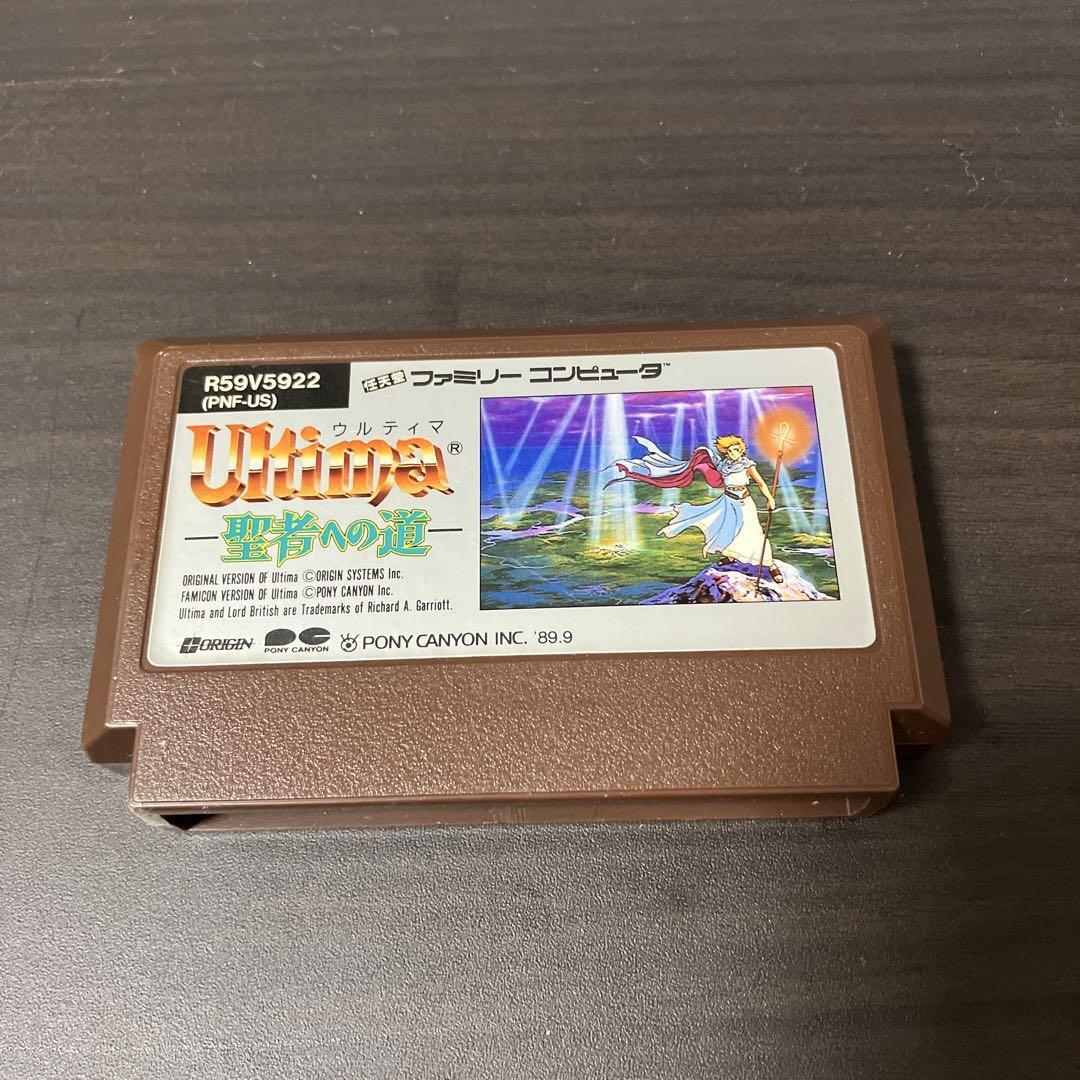 R59V5922
(PNF-US)
任天堂 ファミリー コンピュータ™
ウルティマ
Ultima®
聖者への道
ORIGINAL VERSION OF Ultima ©ORIGIN SYSTEMS Inc.
FAMICON VERSION OF Ultima ©PONY CANYON Inc.
Ultima and Lord British are Trademarks of Richard A. Garriott.
ORIGIN
PONY CANYON
PONY CANYON INC. '89.9